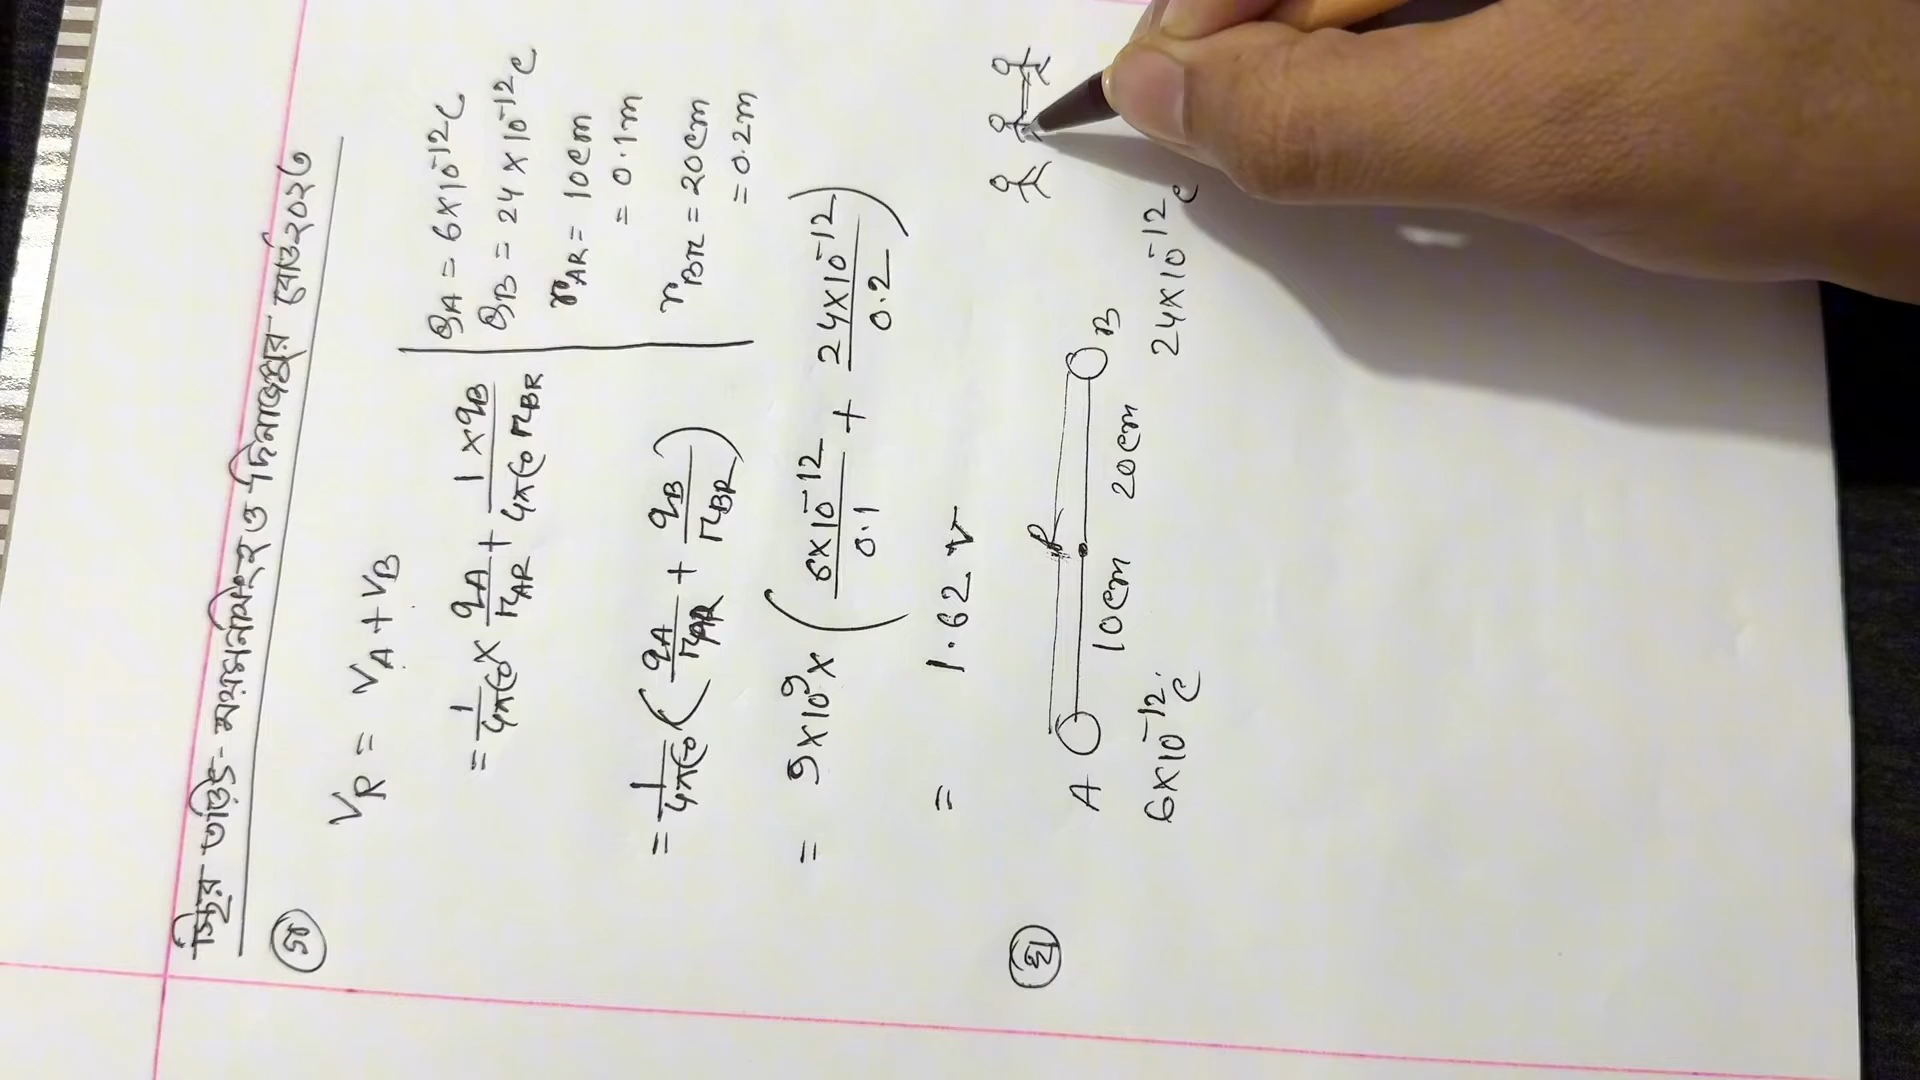 স্থির তড়িৎ - ময়মনসিংহ ও দিনাজপুর বোর্ড ২০২৩
গ
V_R = V_A + V_B
= 1/4πϵ₀ × q_A/r_AR + 1×q_B/4πϵ₀ r_BR
Q_A = 6×10⁻¹² C
Q_B = 24×10⁻¹² C
r_AR = 10cm
= 0.1m
r_BR = 20cm
= 0.2m
= 1/4πϵ₀ (q_A/r_AR + q_B/r_BR)
= 9×10⁹ × (6×10⁻¹²/0.1 + 24×10⁻¹²/0.2)
= 1.62 V
ঘ
A R B
10cm 20cm
6×10⁻¹² C 24×10⁻¹² C